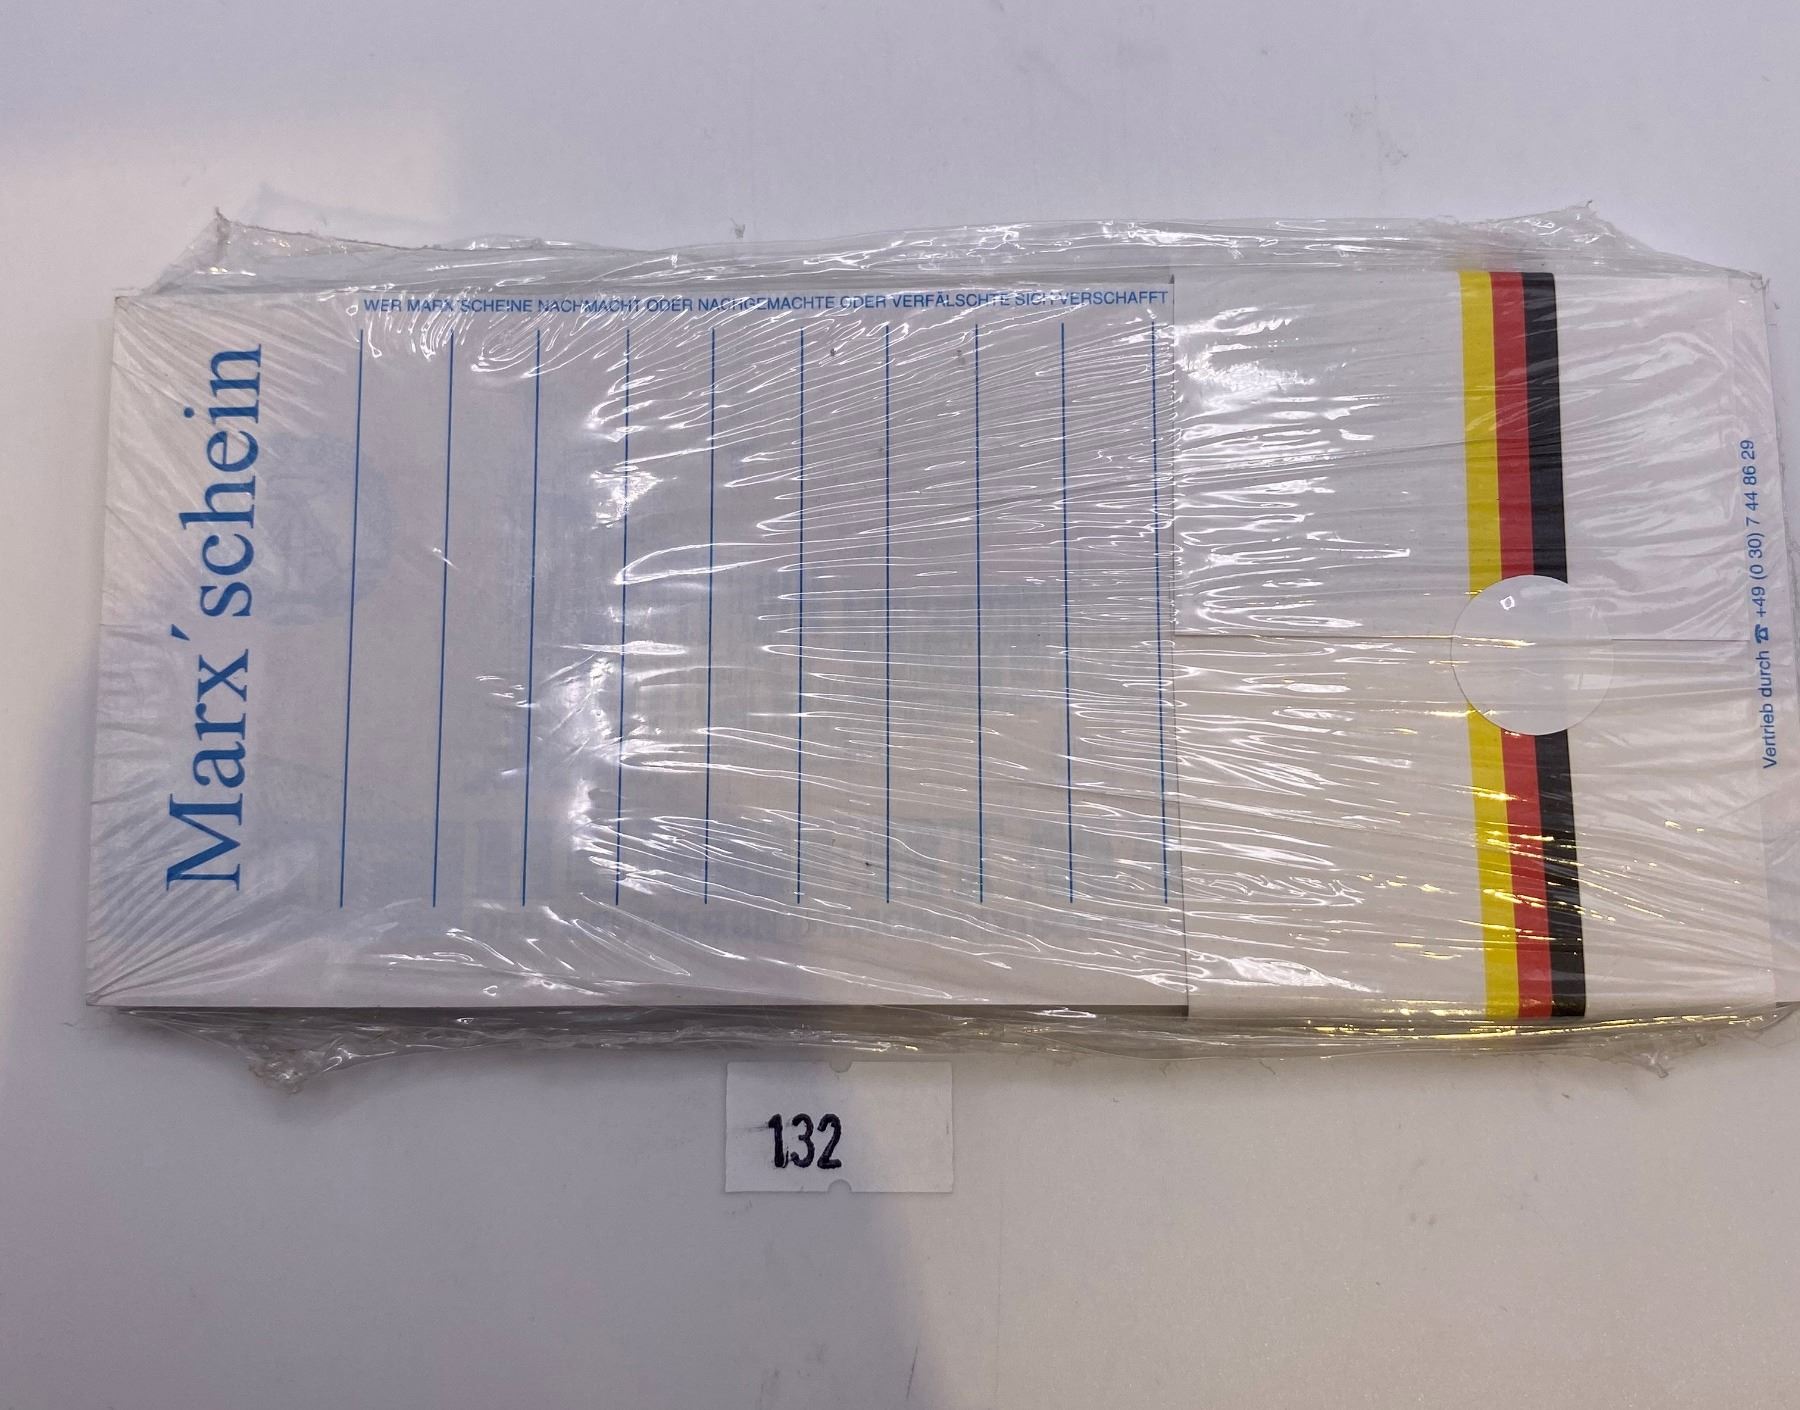 WER MARX´SCHEINE NACHMACHT ODER NACHGEMACHTE ODER VERFÄLSCHTE SICH VERSCHAFFT
Marx´schein
Vertrieb durch ☎ +49 (0 30) 7 44 86 29
132